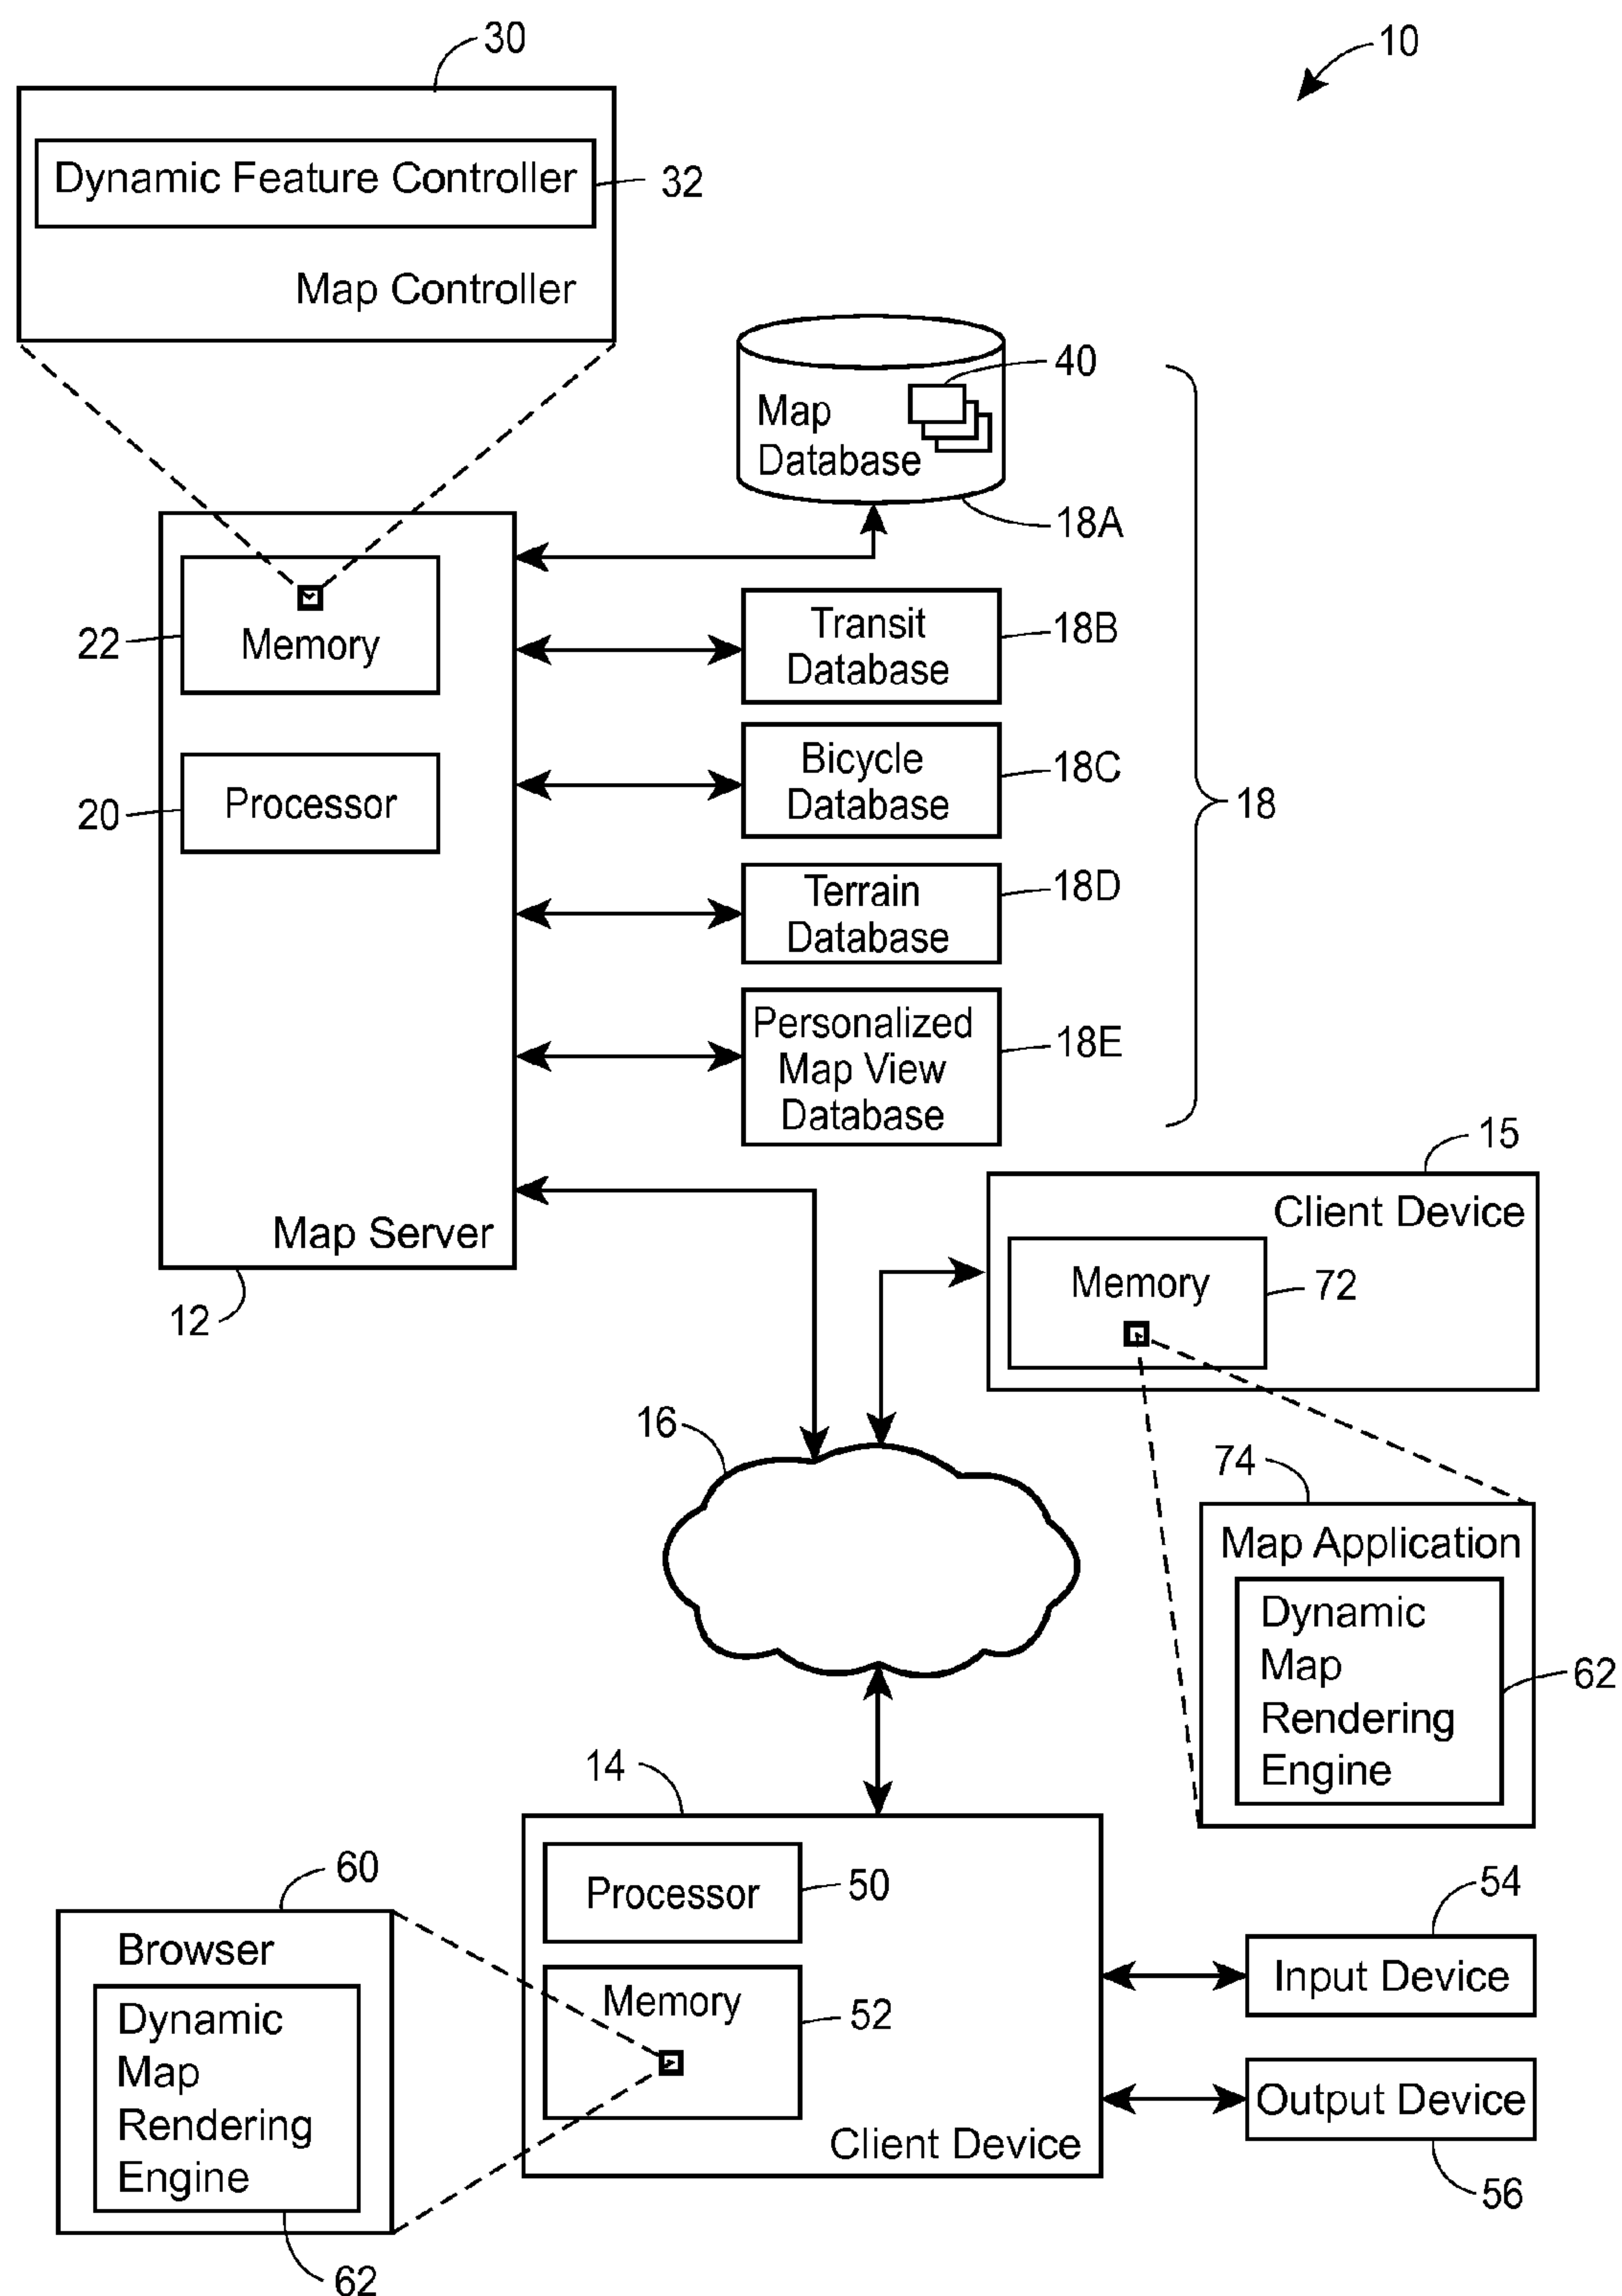 30
10
Dynamic Feature Controller
32
Map Controller
40
Map
Database
18A
22
Memory
Transit
Database
18B
20
Processor
Bicycle
Database
18C
18
Terrain
Database
18D
Personalized
Map View
Database
18E
Map Server
12
15
Client Device
Memory
72
16
74
Map Application
Dynamic
Map
Rendering
Engine
62
14
Processor
50
Memory
52
Client Device
60
Browser
Dynamic
Map
Rendering
Engine
62
54
Input Device
Output Device
56